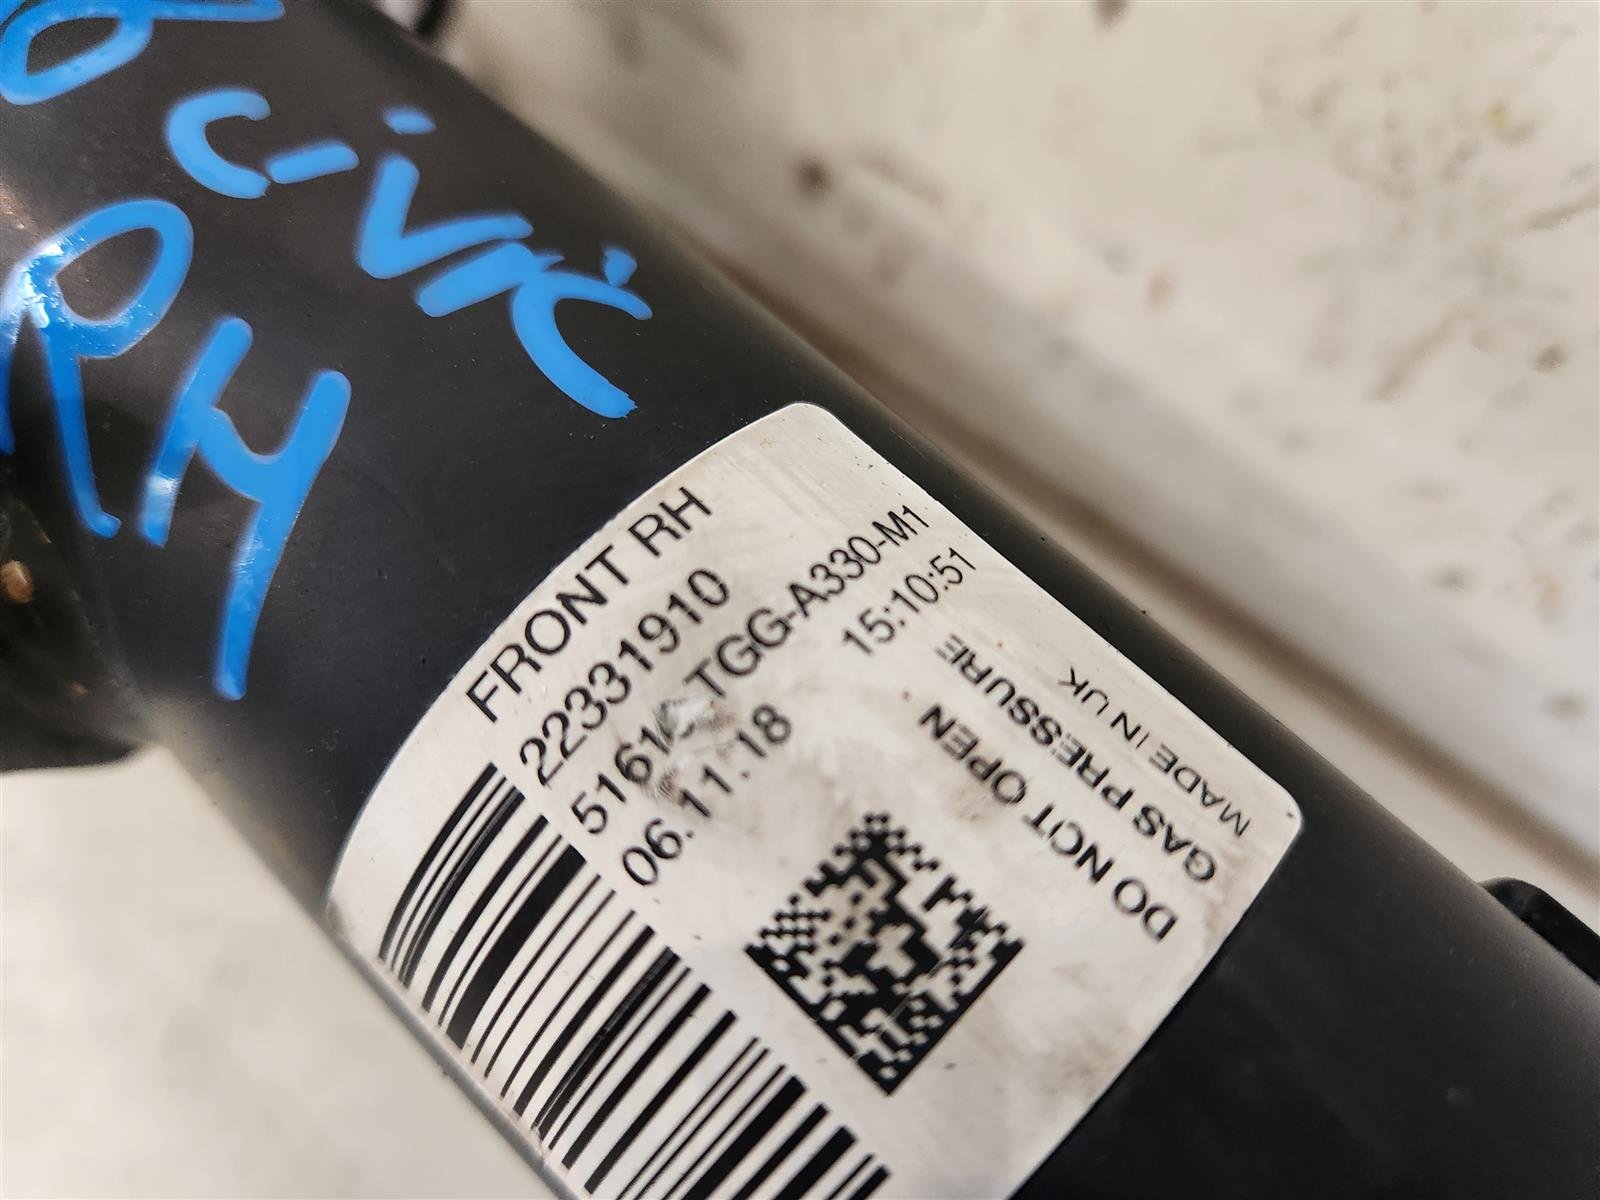 CIVIC
RH
FRONT RH
22331910
TGG-A330-M1
06.11.18 15:10:51
DO NOT OPEN
GAS PRESSURE
MADE IN UK